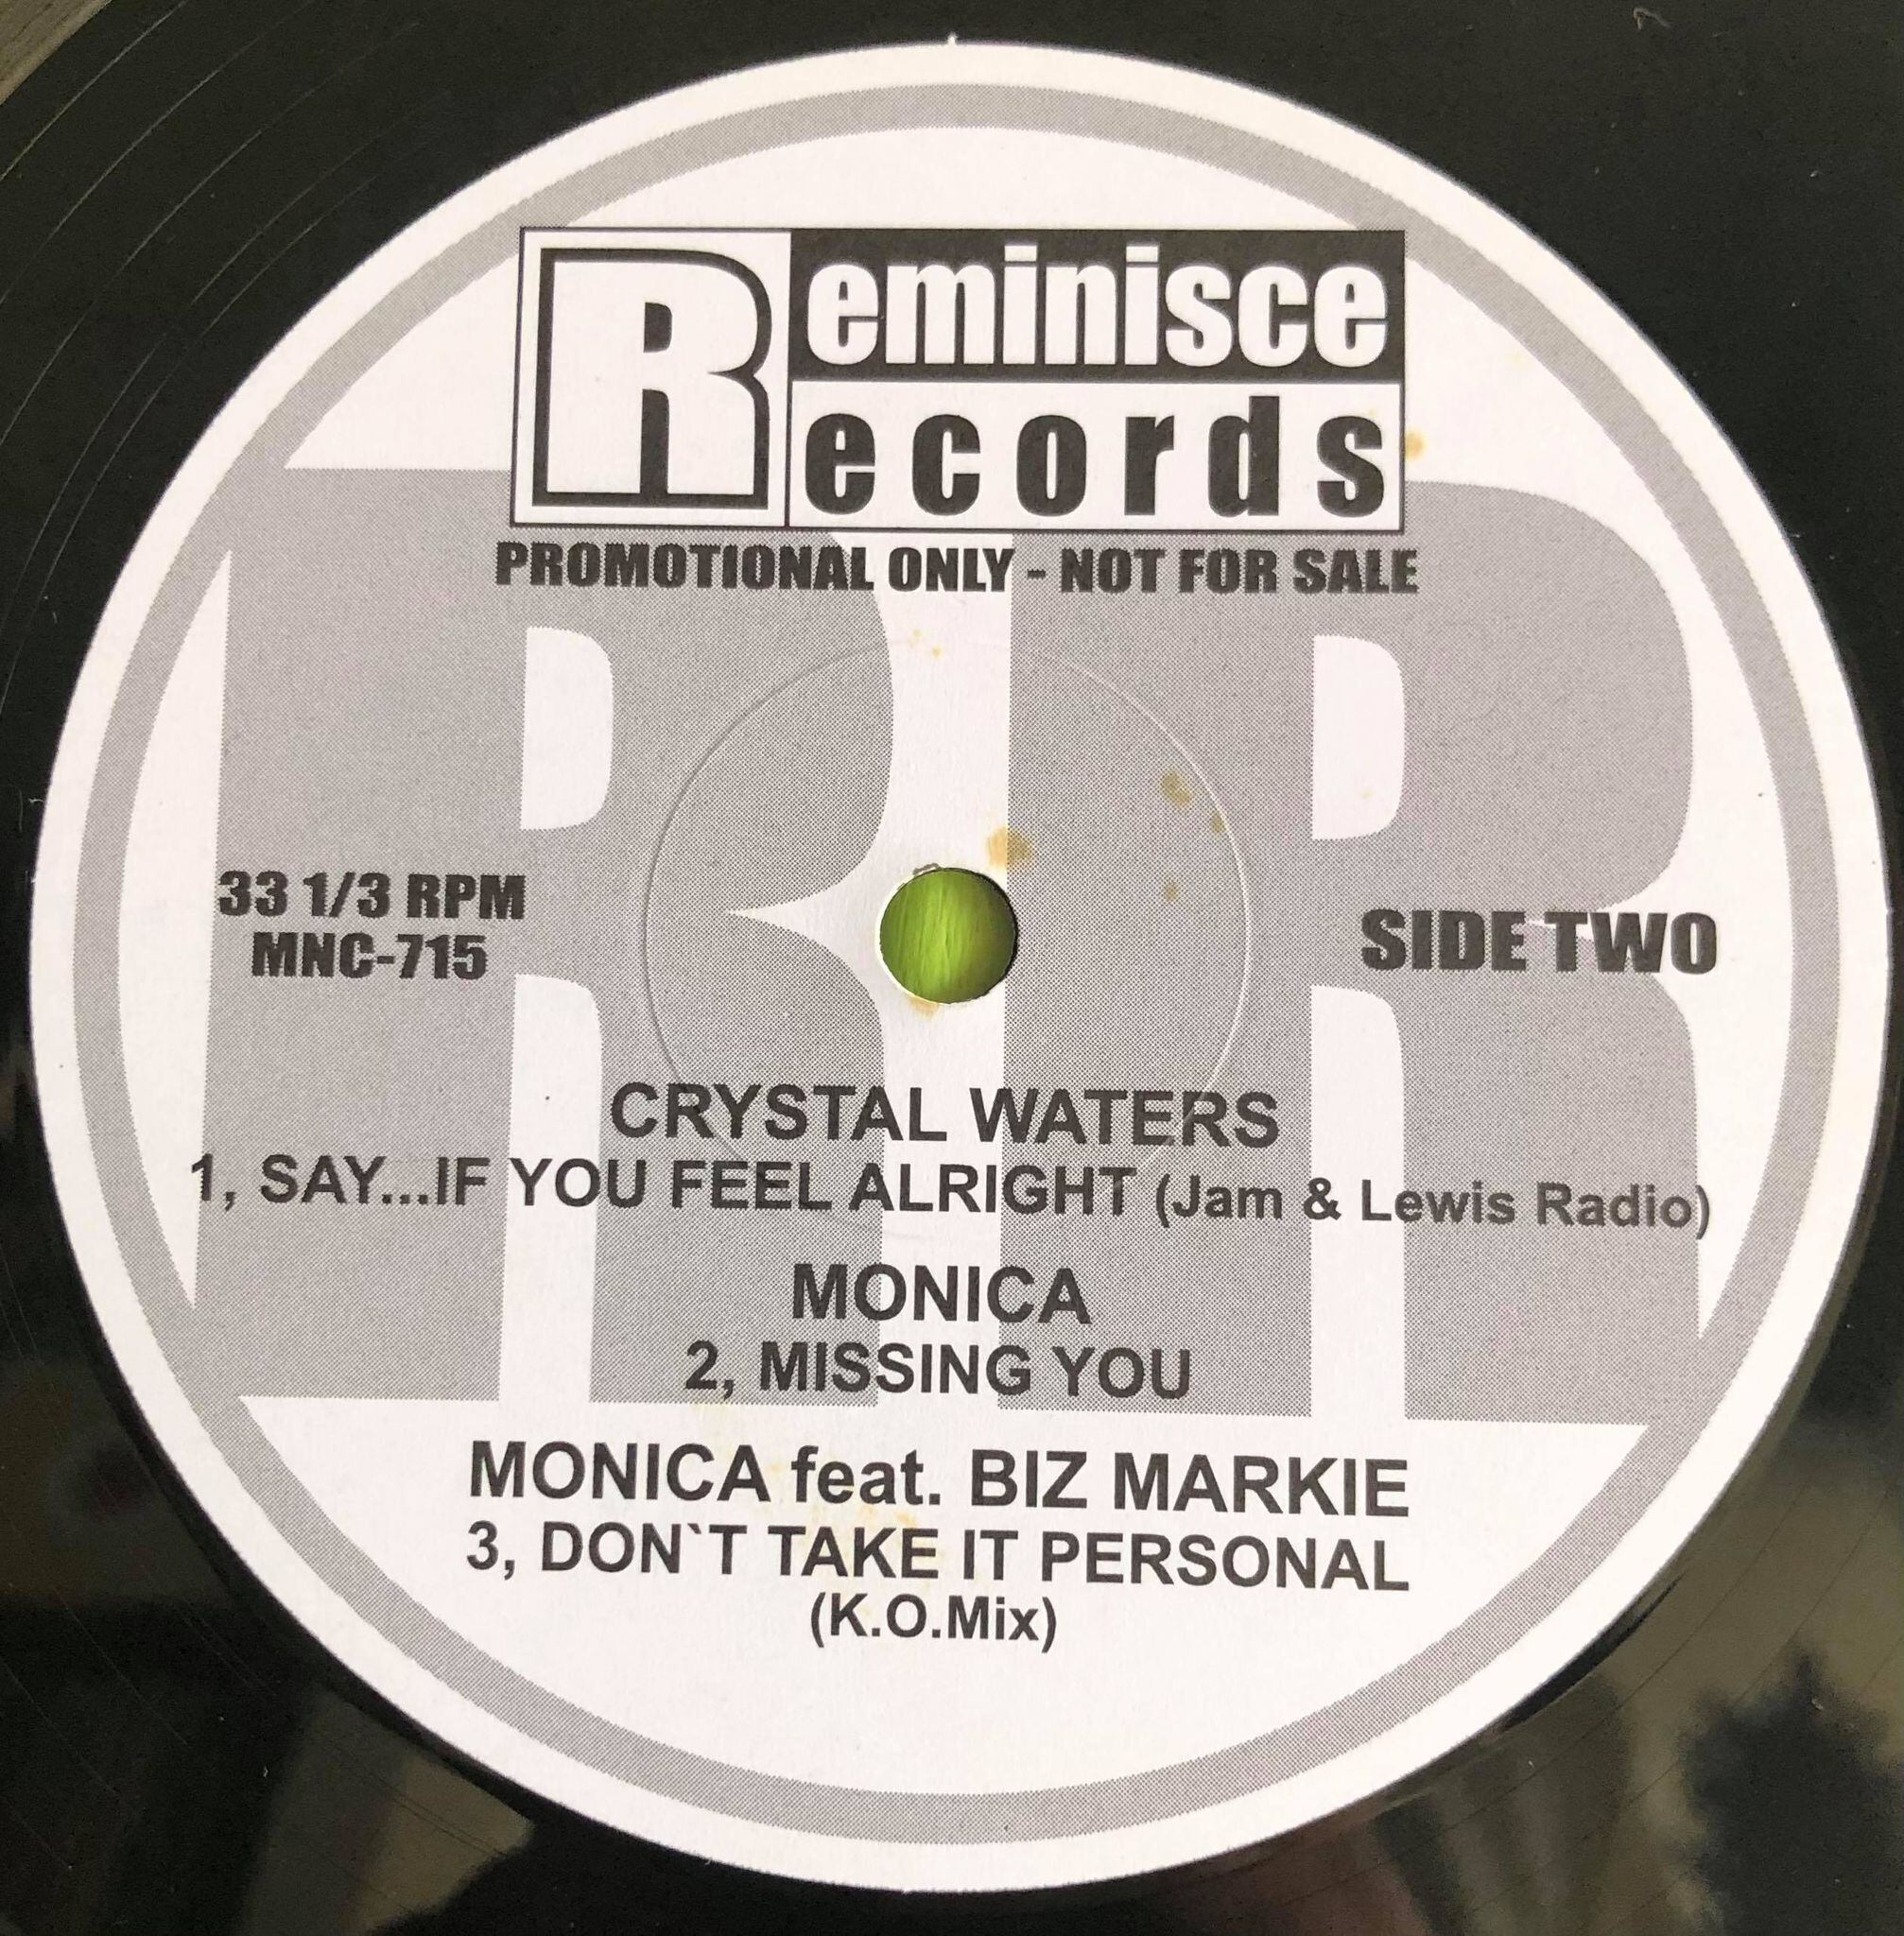 Reminisce
Records
PROMOTIONAL ONLY - NOT FOR SALE
33 1/3 RPM
MNC-715
SIDE TWO
CRYSTAL WATERS
1, SAY...IF YOU FEEL ALRIGHT (Jam & Lewis Radio)
MONICA
2, MISSING YOU
MONICA feat. BIZ MARKIE
3, DON`T TAKE IT PERSONAL
(K.O.Mix)